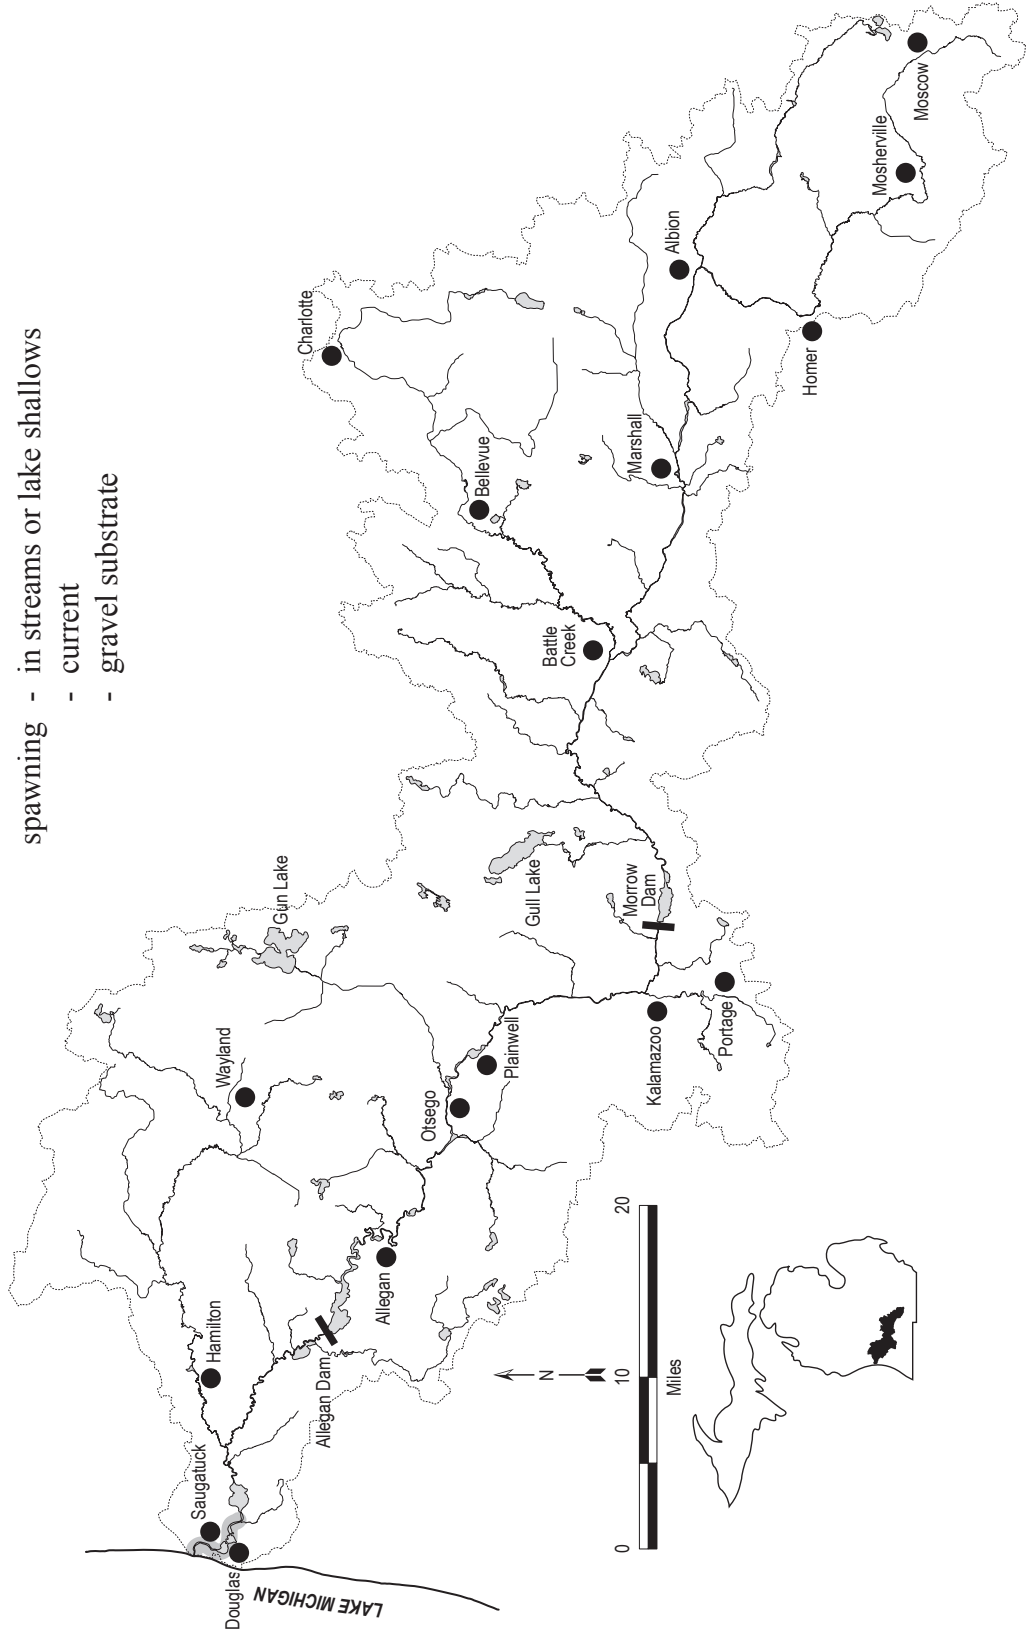 spawning - in streams or lake shallows
- current
- gravel substrate
Charlotte
Gun Lake
Wayland
Hamilton
Saugatuck
Douglas
LAKE MICHIGAN
Allegan Dam
Allegan
Otsego
Plainwell
Gull Lake
Morrow
Dam
Kalamazoo
Portage
Battle
Creek
Bellevue
Marshall
Albion
Homer
Mosherville
Moscow
N
0 10 20
Miles